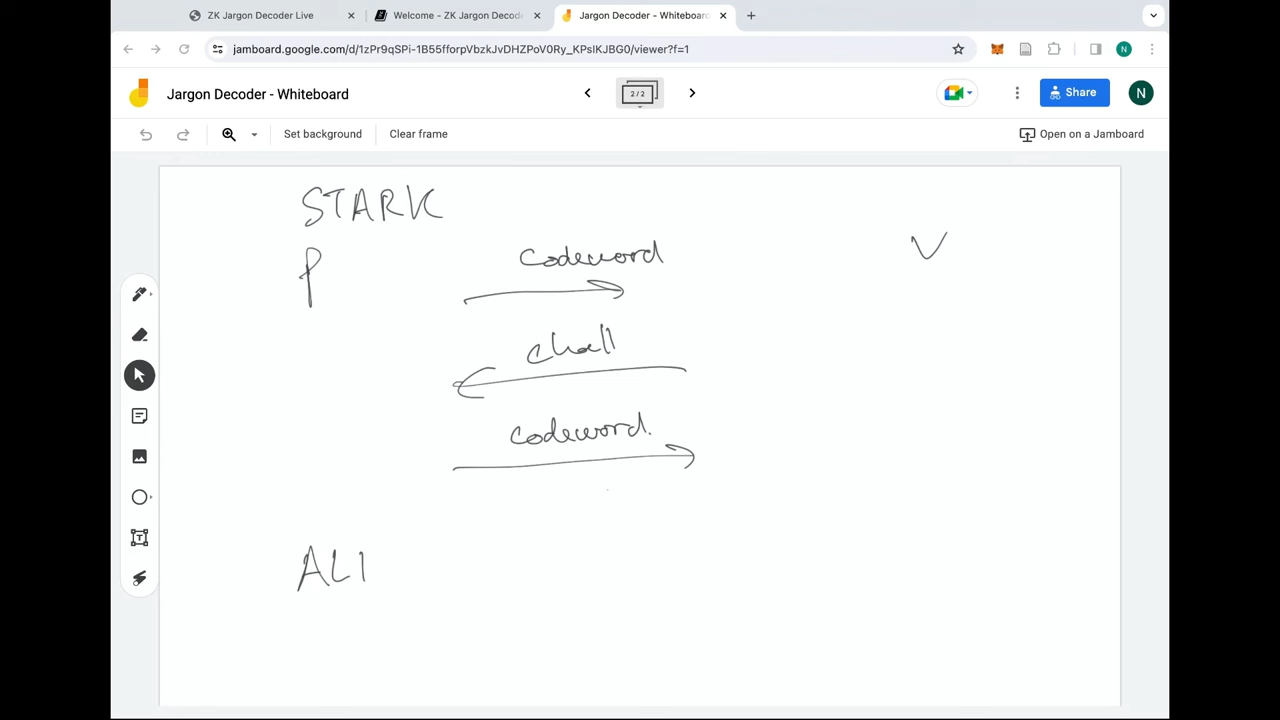 ZK Jargon Decoder Live
Welcome - ZK Jargon Decod
Jargon Decoder - Whiteboard
jamboard.google.com/d/1zPr9qSPi-1B55fforpVbzkJvDHZPoV0Ry_KPslKJBG0/viewer?f=1
N
Jargon Decoder - Whiteboard
2 / 2
Share
N
Set background
Clear frame
Open on a Jamboard
STARK
P
codeword
V
chall
codeword.
ALI